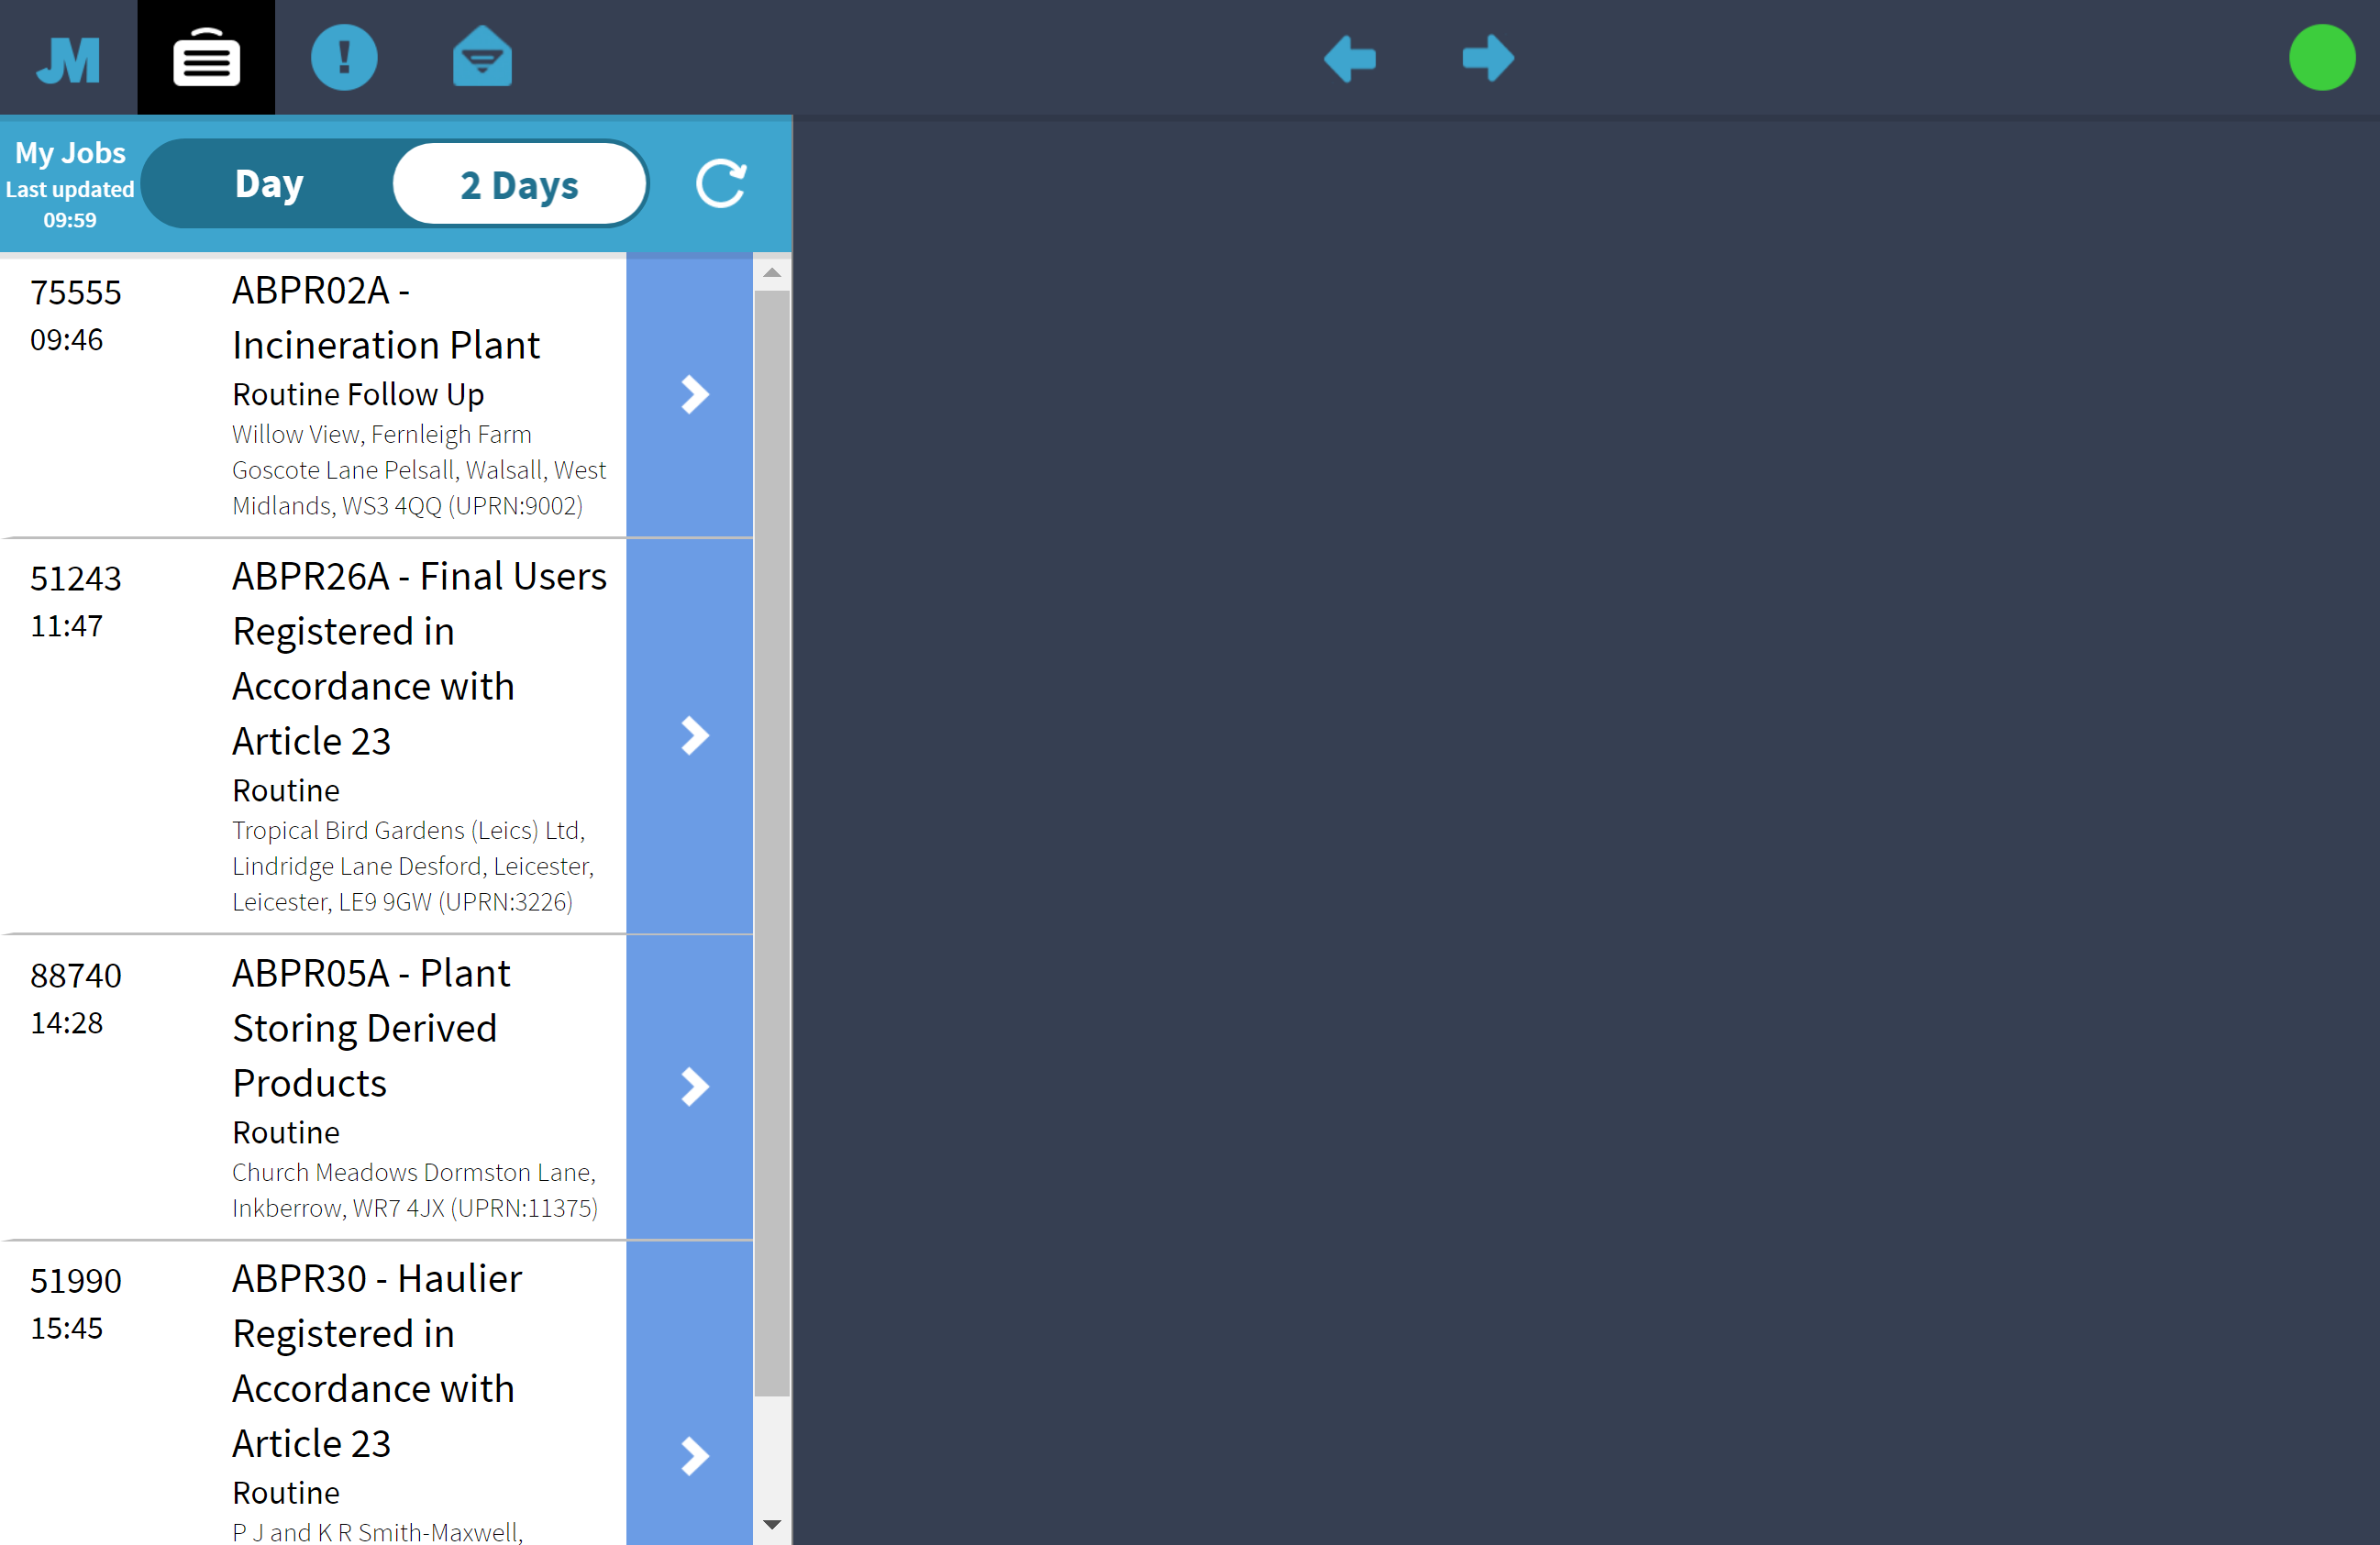 JM
!
My Jobs
Last updated
09:59
Day
2 Days
75555
09:46
ABPR02A -
Incineration Plant
Routine Follow Up
Willow View, Fernleigh Farm
Goscote Lane Pelsall, Walsall, West
Midlands, WS3 4QQ (UPRN:9002)
51243
11:47
ABPR26A - Final Users
Registered in
Accordance with
Article 23
Routine
Tropical Bird Gardens (Leics) Ltd,
Lindridge Lane Desford, Leicester,
Leicester, LE9 9GW (UPRN:3226)
88740
14:28
ABPR05A - Plant
Storing Derived
Products
Routine
Church Meadows Dormston Lane,
Inkberrow, WR7 4JX (UPRN:11375)
51990
15:45
ABPR30 - Haulier
Registered in
Accordance with
Article 23
Routine
P J and K R Smith-Maxwell,